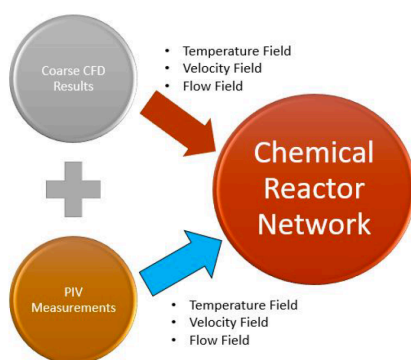 Coarse CFD
Results
• Temperature Field
• Velocity Field
• Flow Field
Chemical
Reactor
Network
PIV
Measurements
• Temperature Field
• Velocity Field
• Flow Field